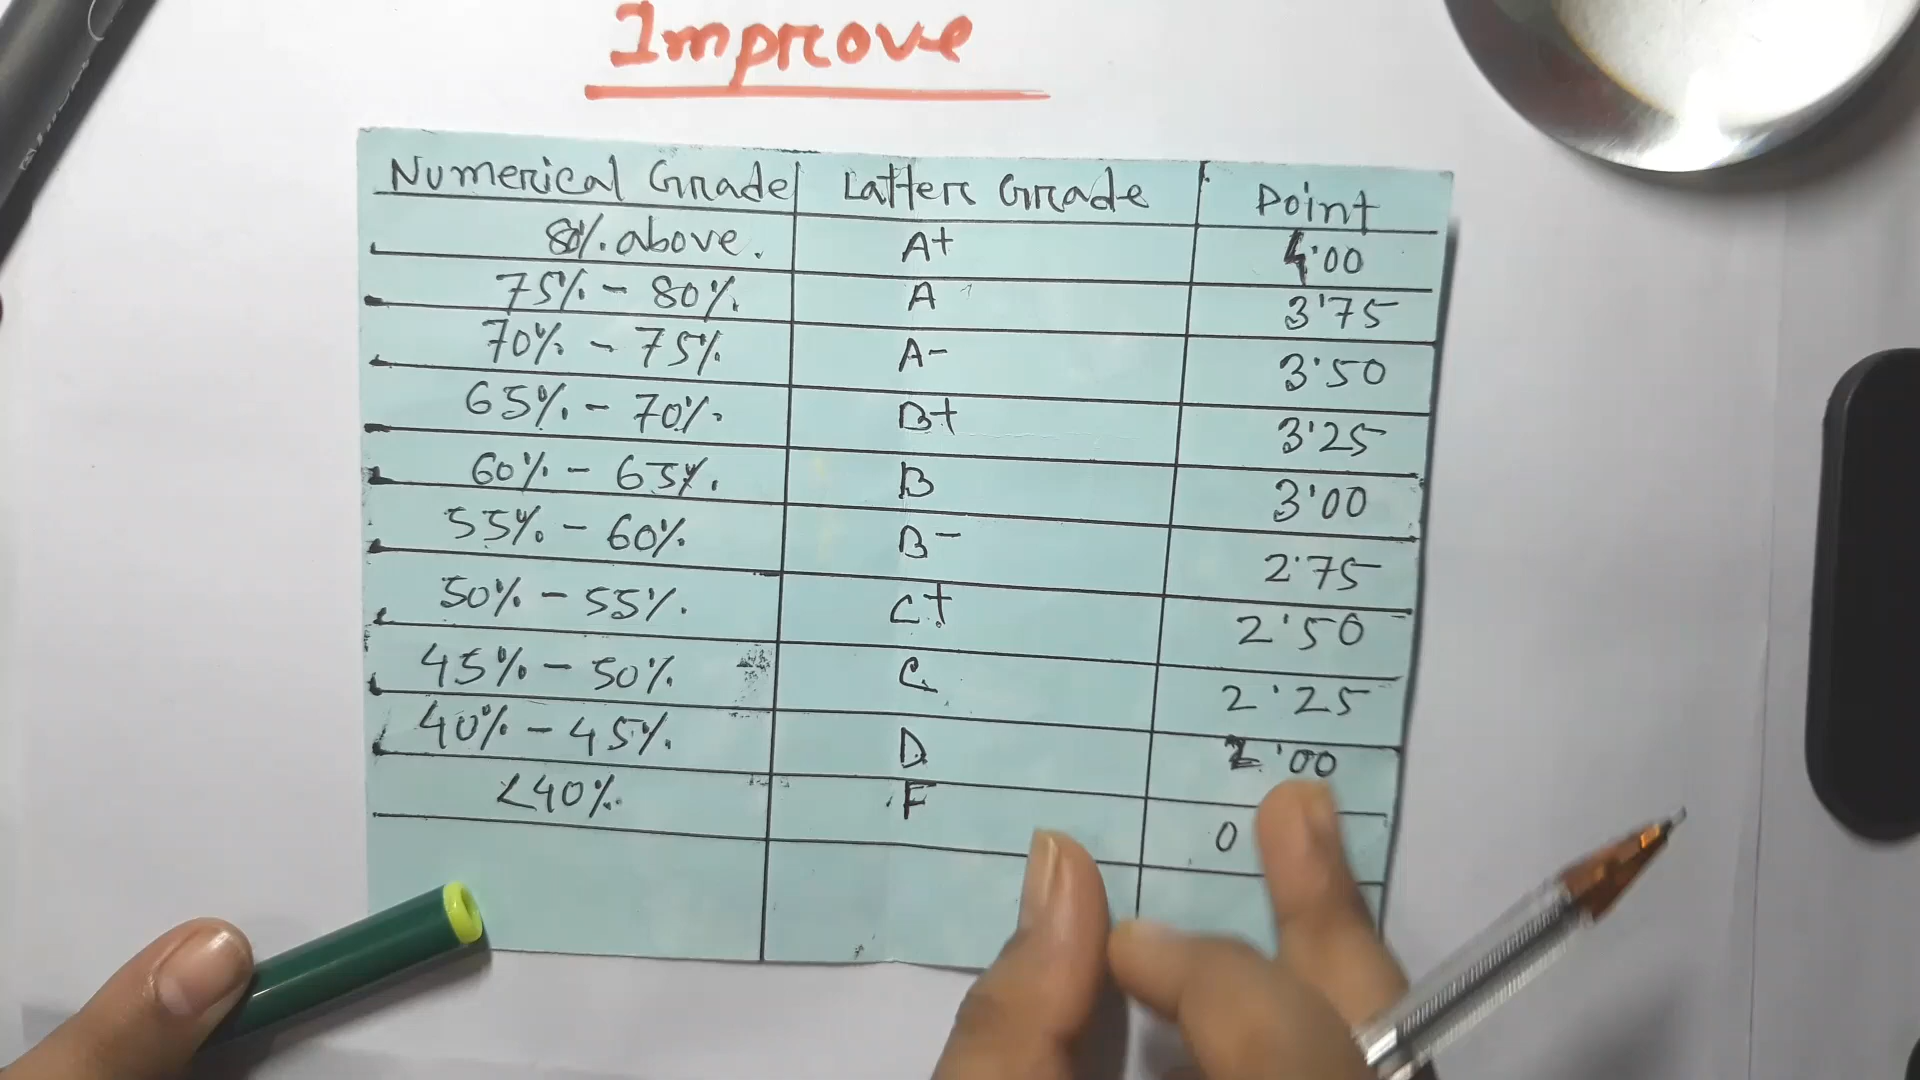 Improve
Numerical Grade Latter Grade Point
80% above. A+ 4'00
75% - 80% A 3'75
70% - 75% A- 3'50
65% - 70% B+ 3'25
60% - 65% B 3'00
55% - 60% B- 2'75
50% - 55% C+ 2'50
45% - 50% C 2'25
40% - 45% D 2'00
<40% F 0